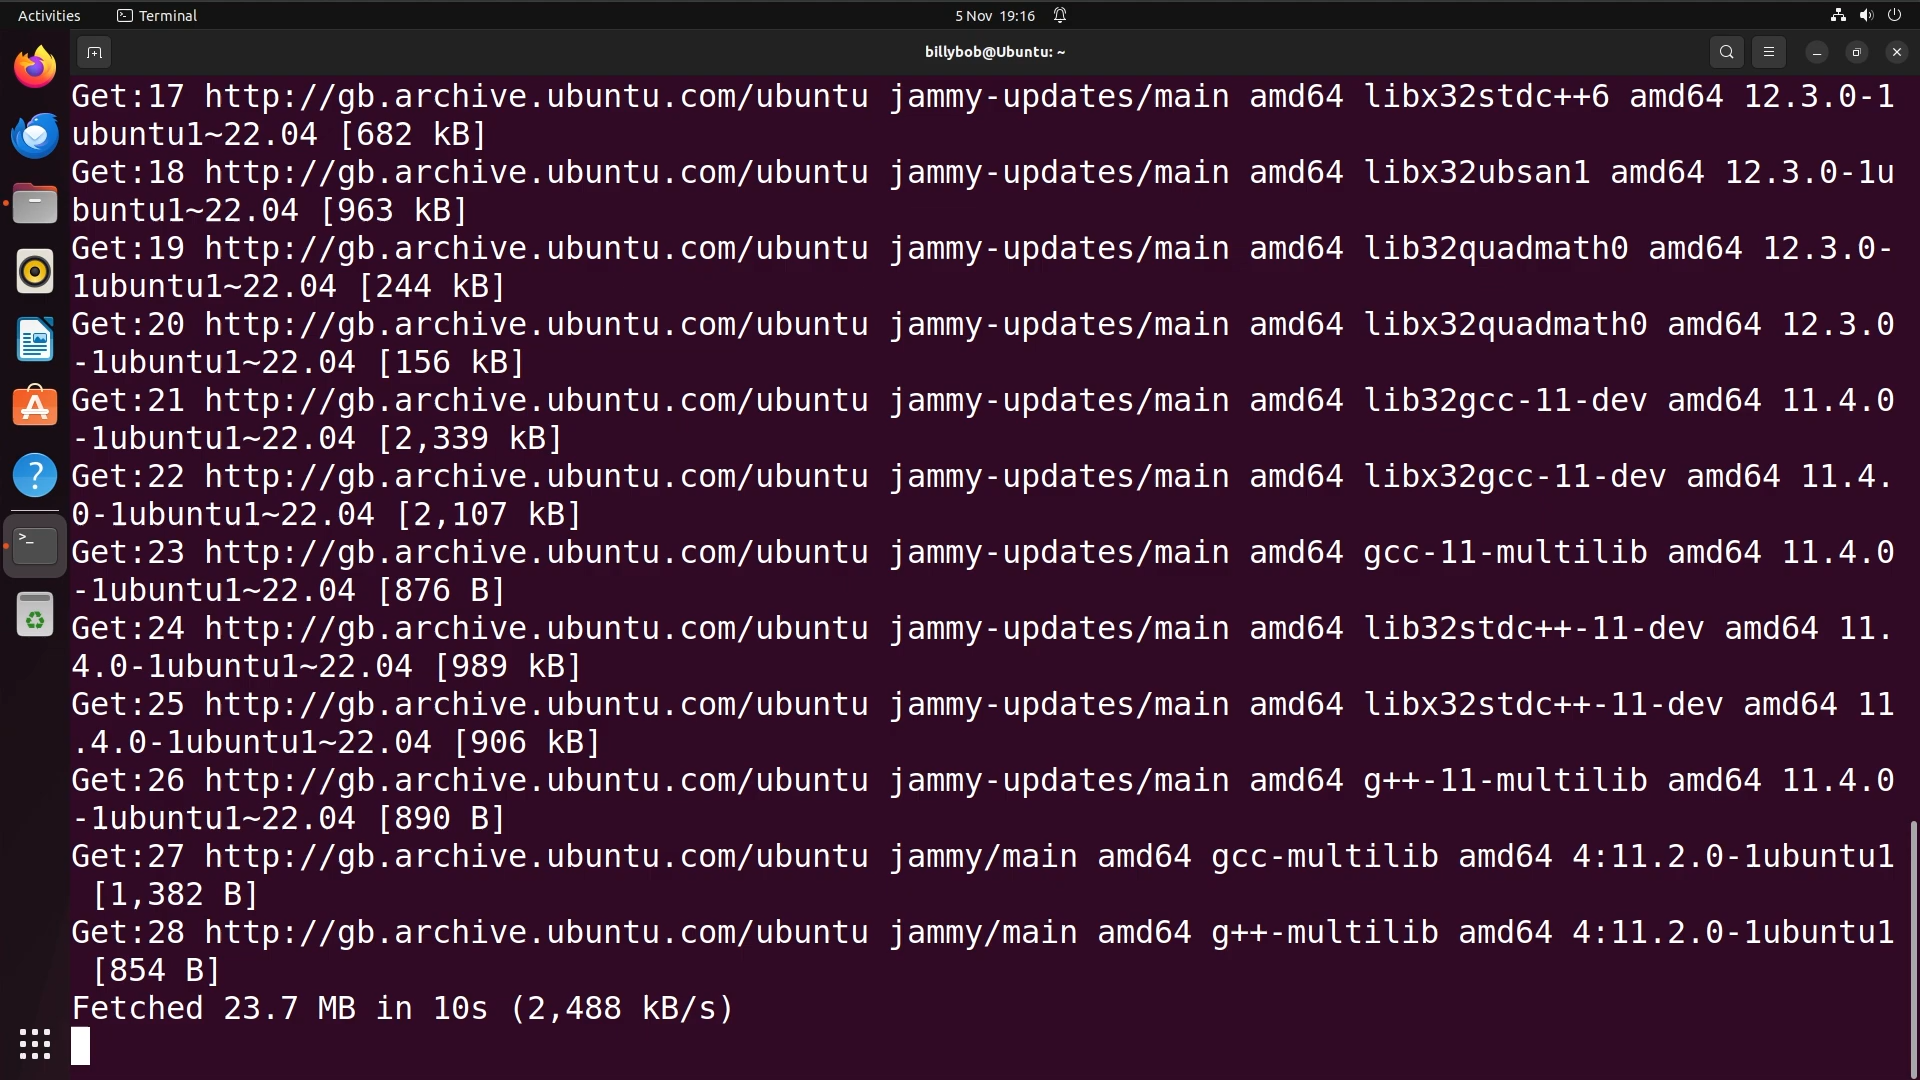 Activities
Terminal
5 Nov 19:16
billybob@Ubuntu: ~
Get:17 http://gb.archive.ubuntu.com/ubuntu jammy-updates/main amd64 libx32stdc++6 amd64 12.3.0-1
ubuntu1~22.04 [682 kB]
Get:18 http://gb.archive.ubuntu.com/ubuntu jammy-updates/main amd64 libx32ubsan1 amd64 12.3.0-1u
buntu1~22.04 [963 kB]
Get:19 http://gb.archive.ubuntu.com/ubuntu jammy-updates/main amd64 lib32quadmath0 amd64 12.3.0-
1ubuntu1~22.04 [244 kB]
Get:20 http://gb.archive.ubuntu.com/ubuntu jammy-updates/main amd64 libx32quadmath0 amd64 12.3.0
-1ubuntu1~22.04 [156 kB]
Get:21 http://gb.archive.ubuntu.com/ubuntu jammy-updates/main amd64 lib32gcc-11-dev amd64 11.4.0
-1ubuntu1~22.04 [2,339 kB]
Get:22 http://gb.archive.ubuntu.com/ubuntu jammy-updates/main amd64 libx32gcc-11-dev amd64 11.4.
0-1ubuntu1~22.04 [2,107 kB]
Get:23 http://gb.archive.ubuntu.com/ubuntu jammy-updates/main amd64 gcc-11-multilib amd64 11.4.0
-1ubuntu1~22.04 [876 B]
Get:24 http://gb.archive.ubuntu.com/ubuntu jammy-updates/main amd64 lib32stdc++-11-dev amd64 11.
4.0-1ubuntu1~22.04 [989 kB]
Get:25 http://gb.archive.ubuntu.com/ubuntu jammy-updates/main amd64 libx32stdc++-11-dev amd64 11
.4.0-1ubuntu1~22.04 [906 kB]
Get:26 http://gb.archive.ubuntu.com/ubuntu jammy-updates/main amd64 g++-11-multilib amd64 11.4.0
-1ubuntu1~22.04 [890 B]
Get:27 http://gb.archive.ubuntu.com/ubuntu jammy/main amd64 gcc-multilib amd64 4:11.2.0-1ubuntu1
 [1,382 B]
Get:28 http://gb.archive.ubuntu.com/ubuntu jammy/main amd64 g++-multilib amd64 4:11.2.0-1ubuntu1
 [854 B]
Fetched 23.7 MB in 10s (2,488 kB/s)